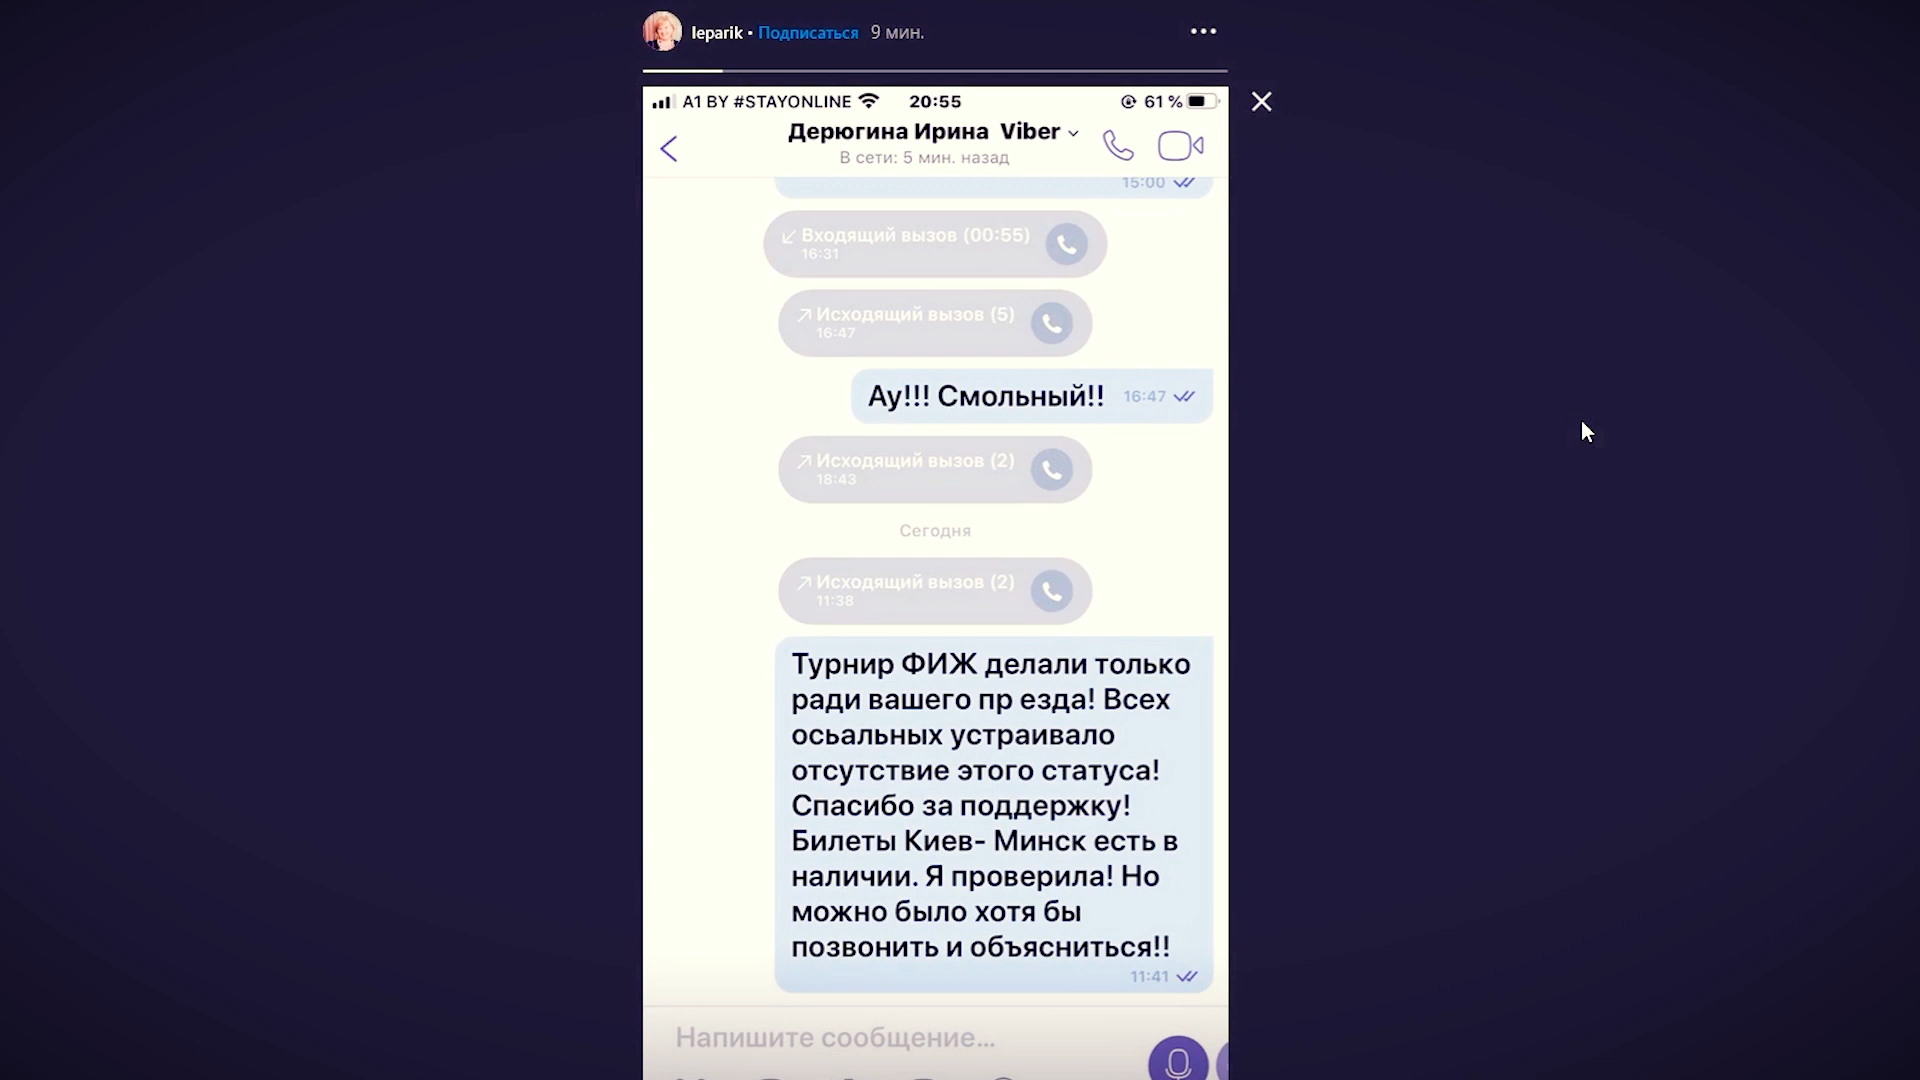 leparik • Подписаться 9 мин.
A1 BY #STAYONLINE 20:55 61 %
Дерюгина Ирина Viber
В сети: 5 мин. назад
15:00
Входящий вызов (00:55)
16:31
Исходящий вызов (5)
16:47
Ау!!! Смольный!! 16:47
Исходящий вызов (2)
18:43
Сегодня
Исходящий вызов (2)
11:38
Турнир ФИЖ делали только
ради вашего пр езда! Всех
осьальных устраивало
отсутствие этого статуса!
Спасибо за поддержку!
Билеты Киев- Минск есть в
наличии. Я проверила! Но
можно было хотя бы
позвонить и объясниться!!
11:41
Напишите сообщение...